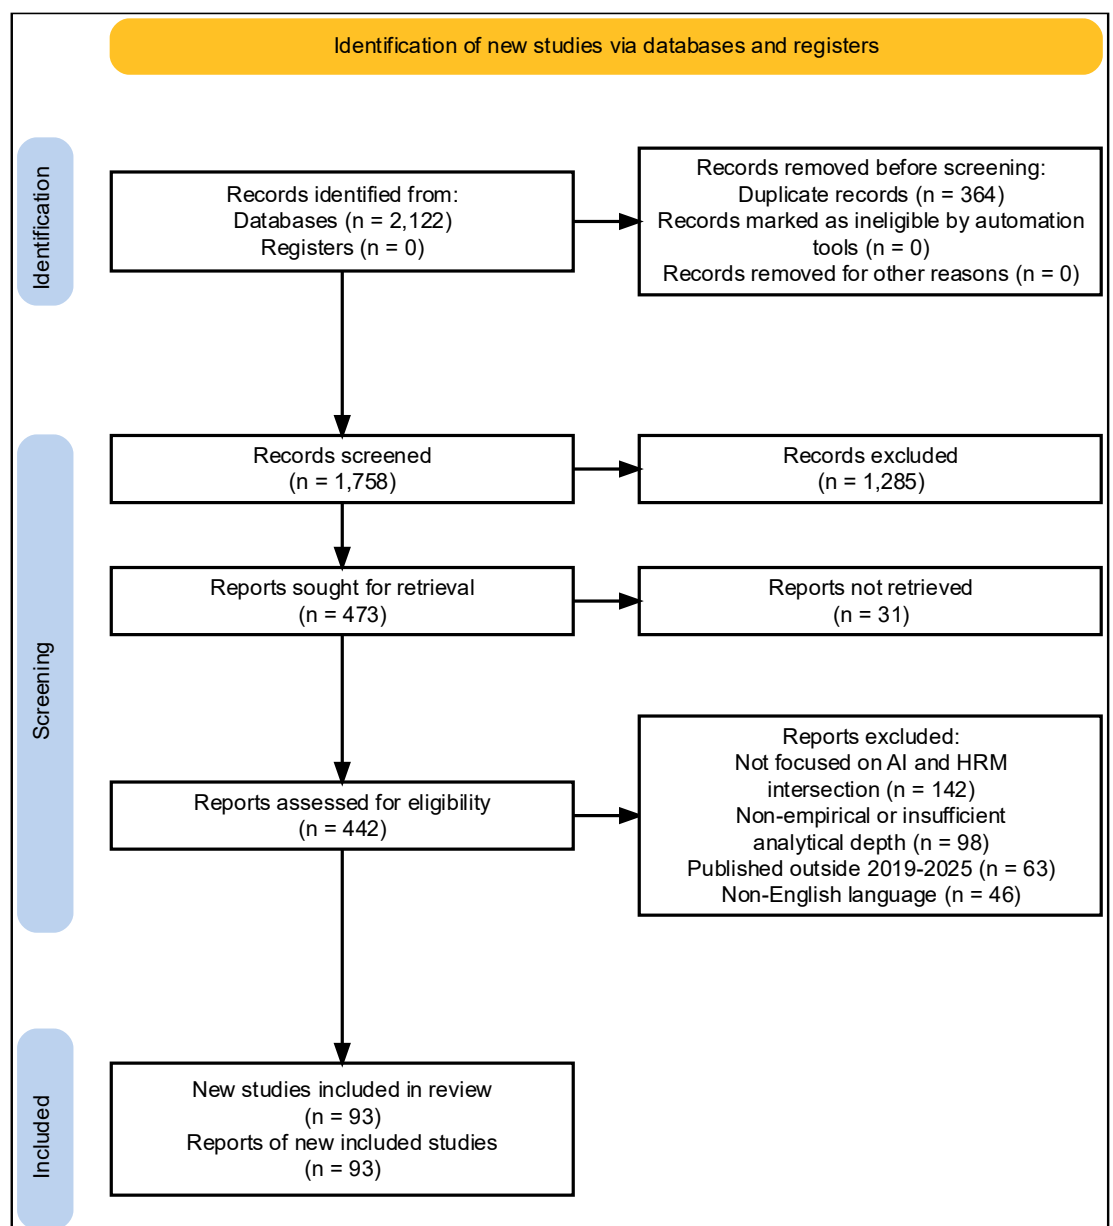 Identification of new studies via databases and registers
Identification
Records identified from:
Databases (n = 2,122)
Registers (n = 0)
Records removed before screening:
Duplicate records (n = 364)
Records marked as ineligible by automation
tools (n = 0)
Records removed for other reasons (n = 0)
Screening
Records screened
(n = 1,758)
Records excluded
(n = 1,285)
Reports sought for retrieval
(n = 473)
Reports not retrieved
(n = 31)
Reports assessed for eligibility
(n = 442)
Reports excluded:
Not focused on AI and HRM
intersection (n = 142)
Non-empirical or insufficient
analytical depth (n = 98)
Published outside 2019-2025 (n = 63)
Non-English language (n = 46)
Included
New studies included in review
(n = 93)
Reports of new included studies
(n = 93)